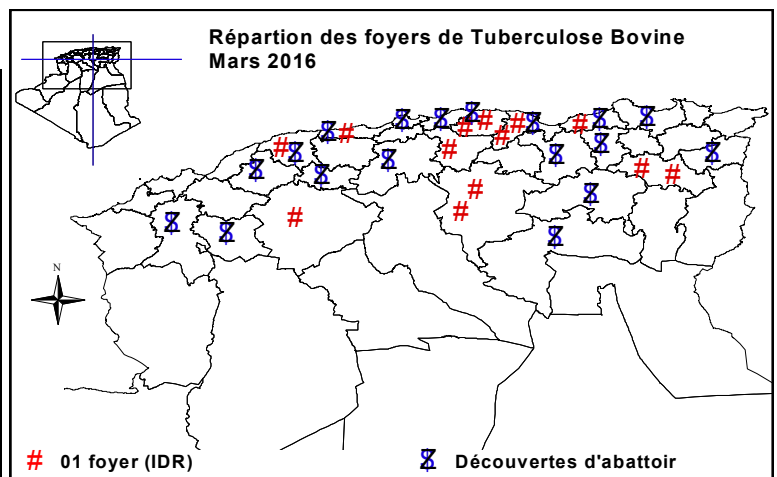 Répartion des foyers de Tuberculose Bovine
Mars 2016
N
# 01 foyer (IDR)
Découvertes d'abattoir